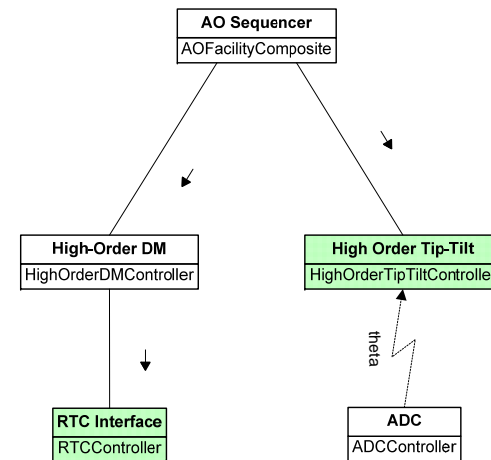 AO Sequencer
AOFacilityComposite
High-Order DM
HighOrderDMController
High Order Tip-Tilt
HighOrderTipTiltControlle
theta
RTC Interface
RTCController
ADC
ADCController